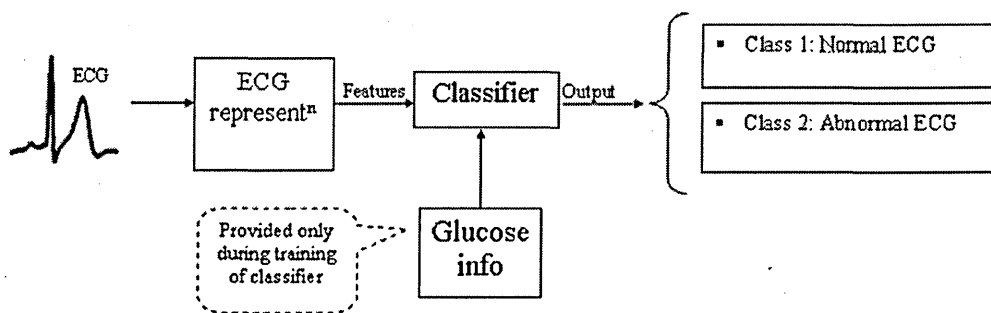 ECG
ECG
representⁿ
Features
Classifier
Output
▪ Class 1: Normal ECG
▪ Class 2: Abnormal ECG
Provided only
during training
of classifier
Glucose
info